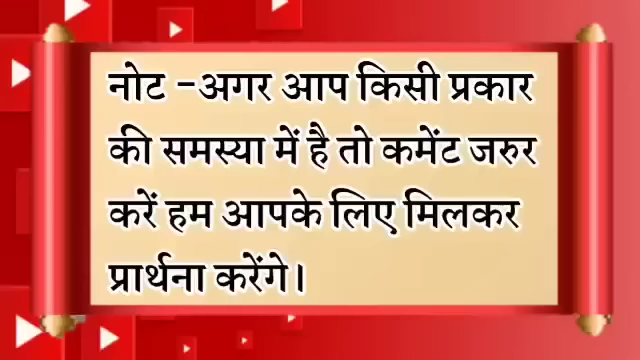 नोट -अगर आप किसी प्रकार
की समस्या में है तो कमेंट जरुर
करें हम आपके लिए मिलकर
प्रार्थना करेंगे।